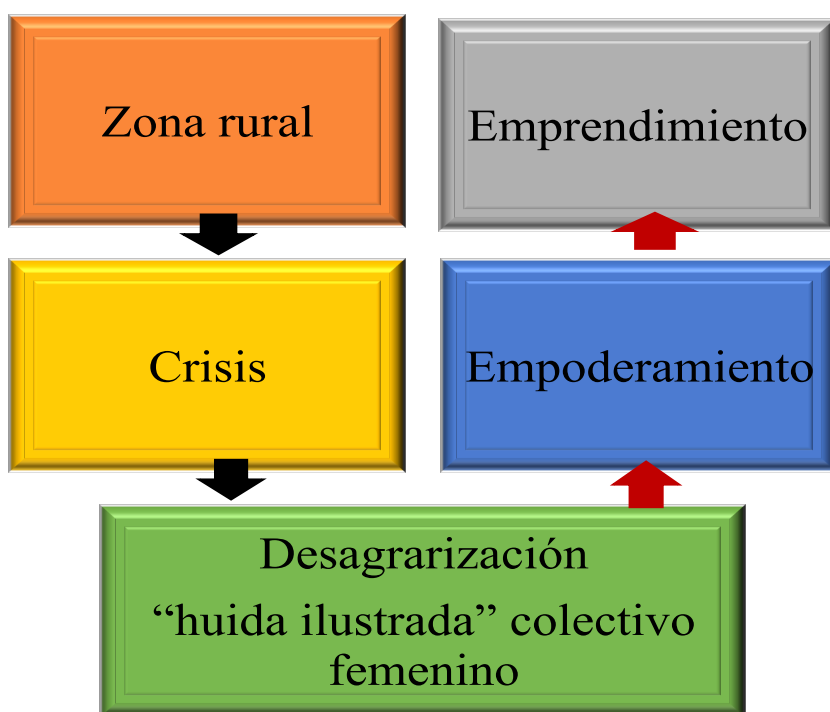 Zona rural
Emprendimiento
Crisis
Empoderamiento
Desagrarización
“huida ilustrada” colectivo
femenino